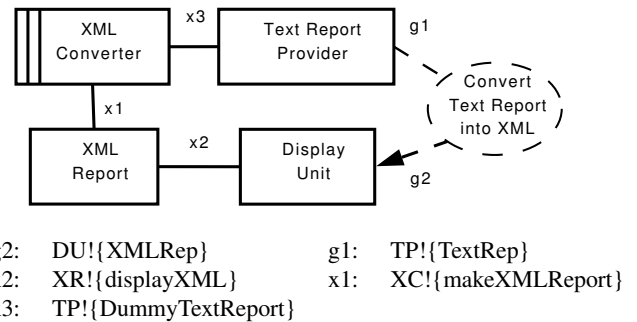 x3
XML
Converter
Text Report
Provider
g1
Convert
Text Report
into XML
x1
XML
Report
x2
Display
Unit
g2
g2: DU!{XMLRep} g1: TP!{TextRep}
2: XR!{displayXML} x1: XC!{makeXMLReport}
3: TP!{DummyTextReport}